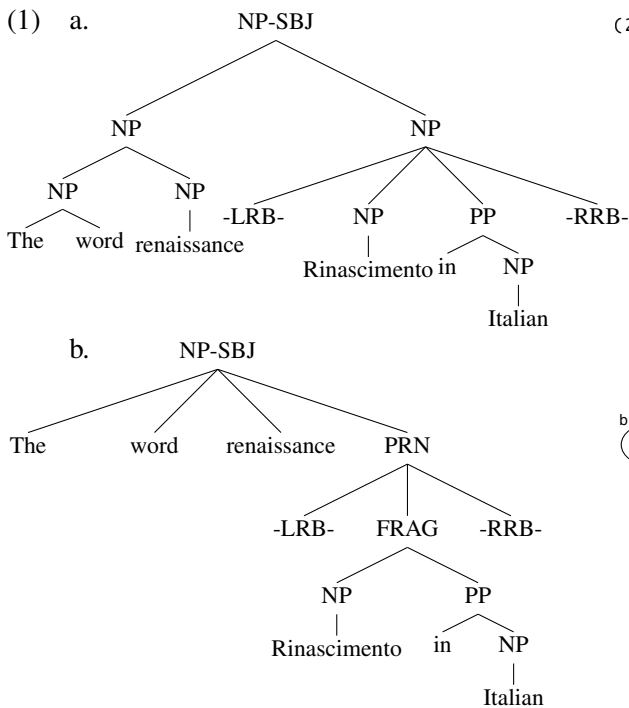 (1) a. NP-SBJ (2
NP NP
NP NP -LRB- NP PP -RRB-
The word renaissance Rinascimento in NP
Italian
b. NP-SBJ
The word renaissance PRN b
-LRB- FRAG -RRB-
NP PP
Rinascimento in NP
Italian